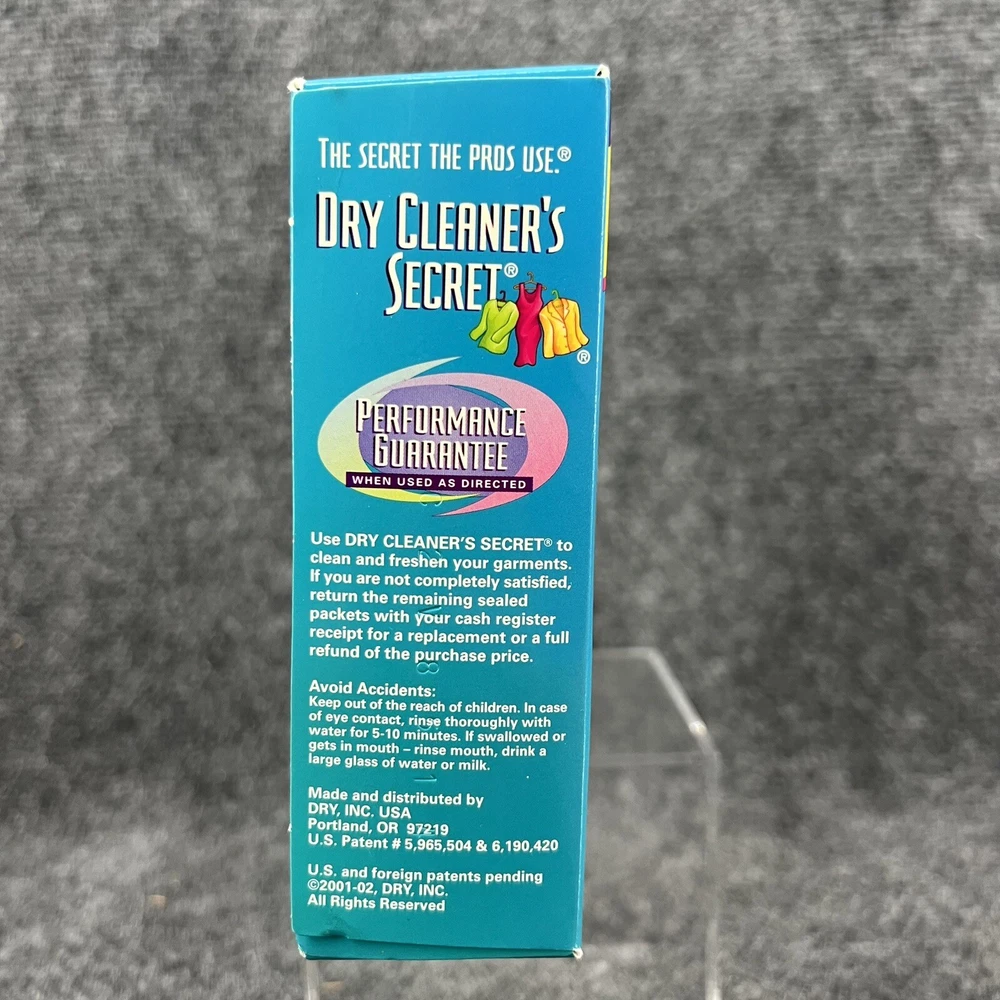 THE SECRET THE PROS USE.®
DRY CLEANER'S
SECRET®
®
PERFORMANCE
GUARANTEE
WHEN USED AS DIRECTED
Use DRY CLEANER'S SECRET® to
clean and freshen your garments.
If you are not completely satisfied,
return the remaining sealed
packets with your cash register
receipt for a replacement or a full
refund of the purchase price.
Avoid Accidents:
Keep out of the reach of children. In case
of eye contact, rinse thoroughly with
water for 5-10 minutes. If swallowed or
gets in mouth – rinse mouth, drink a
large glass of water or milk.
Made and distributed by
DRY, INC. USA
Portland, OR 97219
U.S. Patent # 5,965,504 & 6,190,420
U.S. and foreign patents pending
©2001-02, DRY, INC.
All Rights Reserved